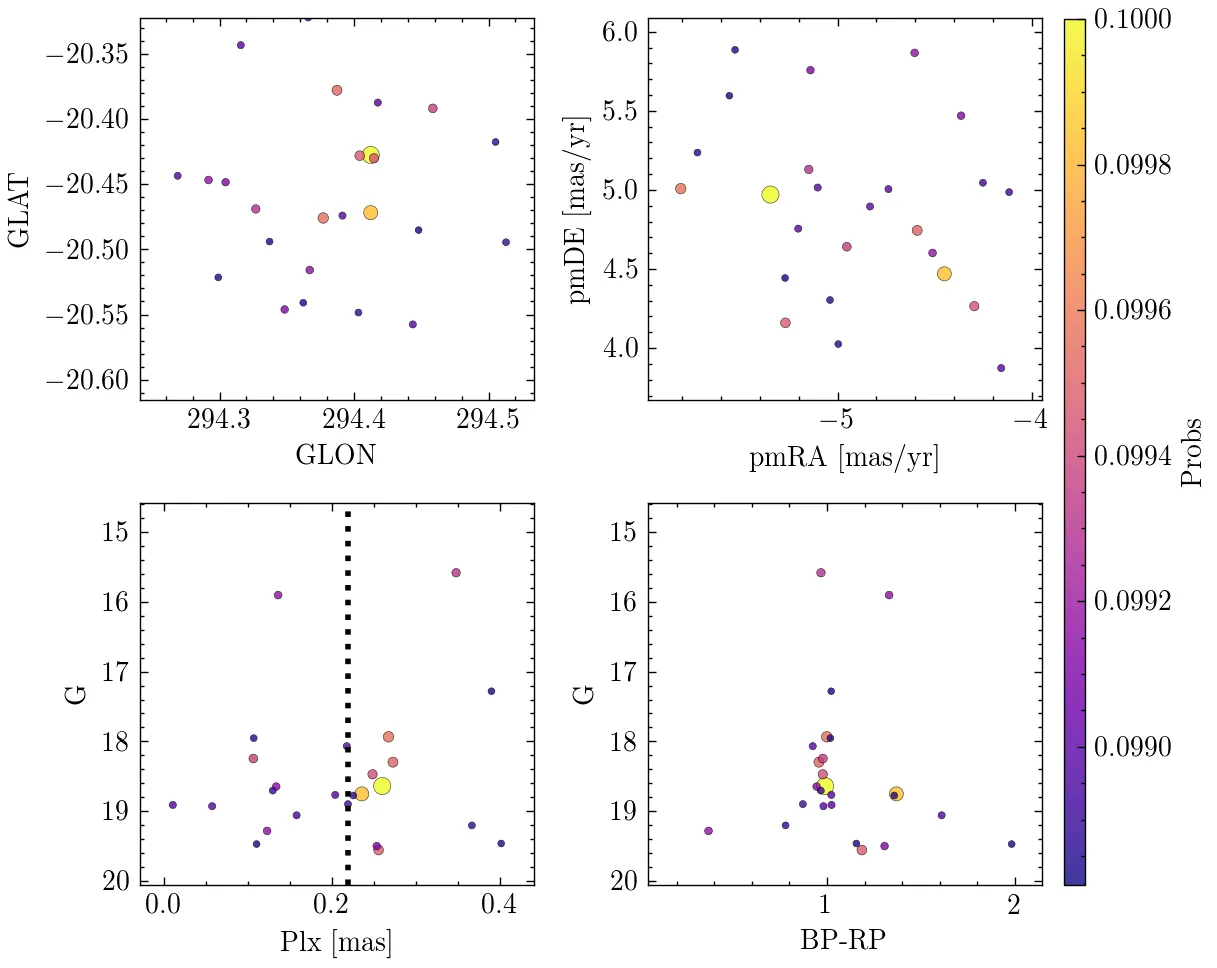 −20.35
−20.40
−20.45
−20.50
−20.55
−20.60
GLAT
294.3 294.4 294.5
GLON
6.0
5.5
5.0
4.5
4.0
pmDE [mas/yr]
−5 −4
pmRA [mas/yr]
15
16
17
18
19
20
G
0.0 0.2 0.4
Plx [mas]
15
16
17
18
19
20
G
1 2
BP-RP
0.1000
0.0998
0.0996
0.0994
0.0992
0.0990
Probs